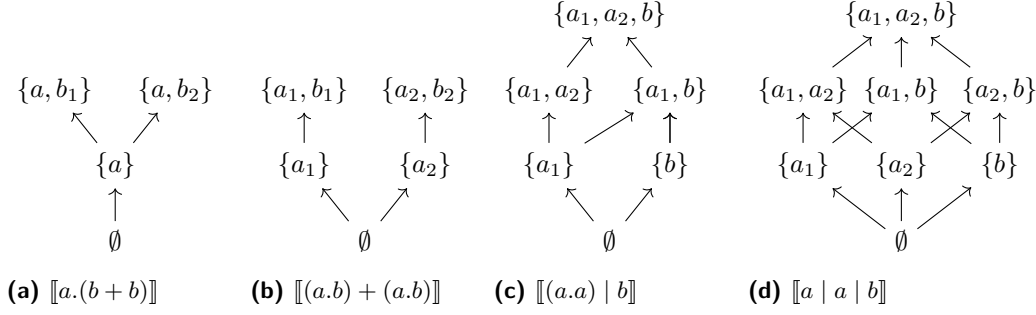 {a₁, a₂, b} {a₁, a₂, b}
{a, b₁} {a, b₂} {a₁, b₁} {a₂, b₂} {a₁, a₂} {a₁, b} {a₁, a₂} {a₁, b} {a₂, b}
{a} {a₁} {a₂} {a₁} {b} {a₁} {a₂} {b}
∅ ∅ ∅ ∅
(a) ⟦a.(b + b)⟧ (b) ⟦(a.b) + (a.b)⟧ (c) ⟦(a.a) | b⟧ (d) ⟦a | a | b⟧